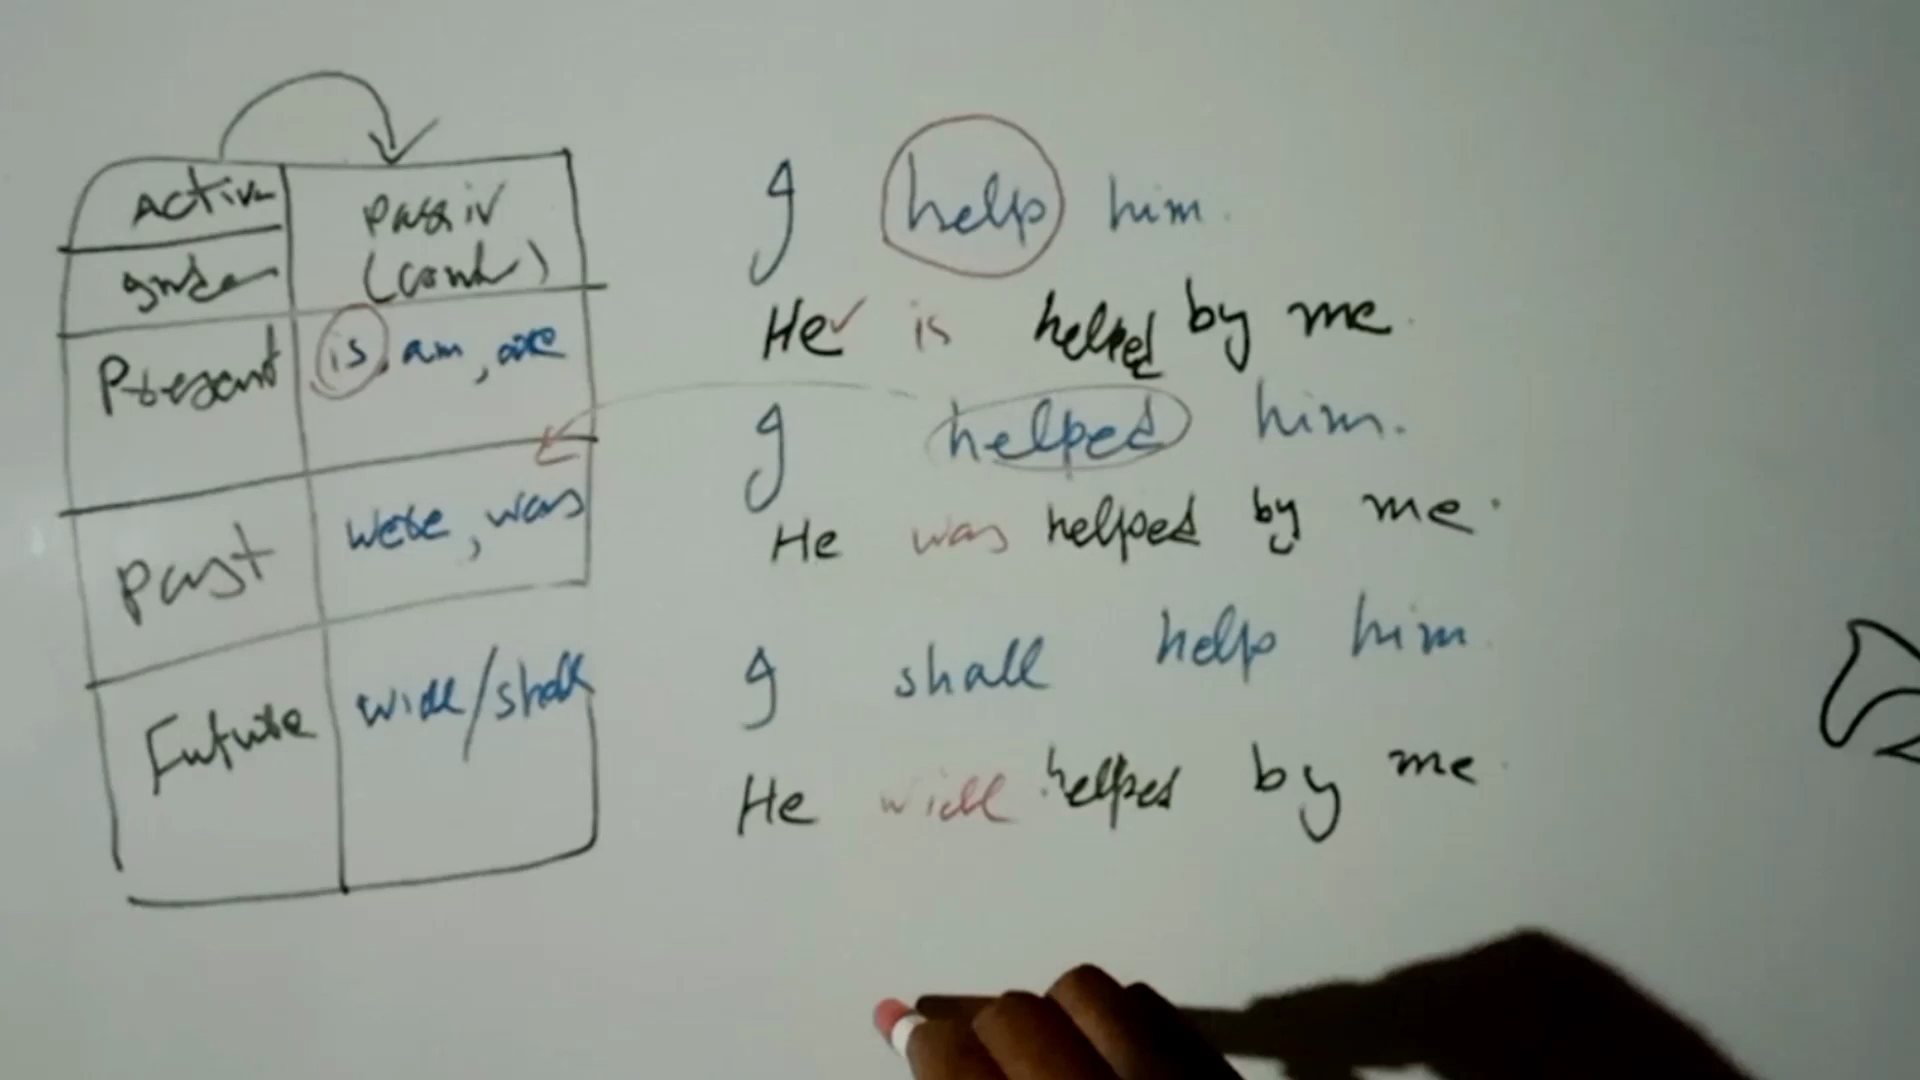 Active
Passiv
Present
is, am, are
Past
were, was
Future
will/shall
I help him.
He is helped by me.
I helped him.
He was helped by me.
I shall help him.
He will helped by me.